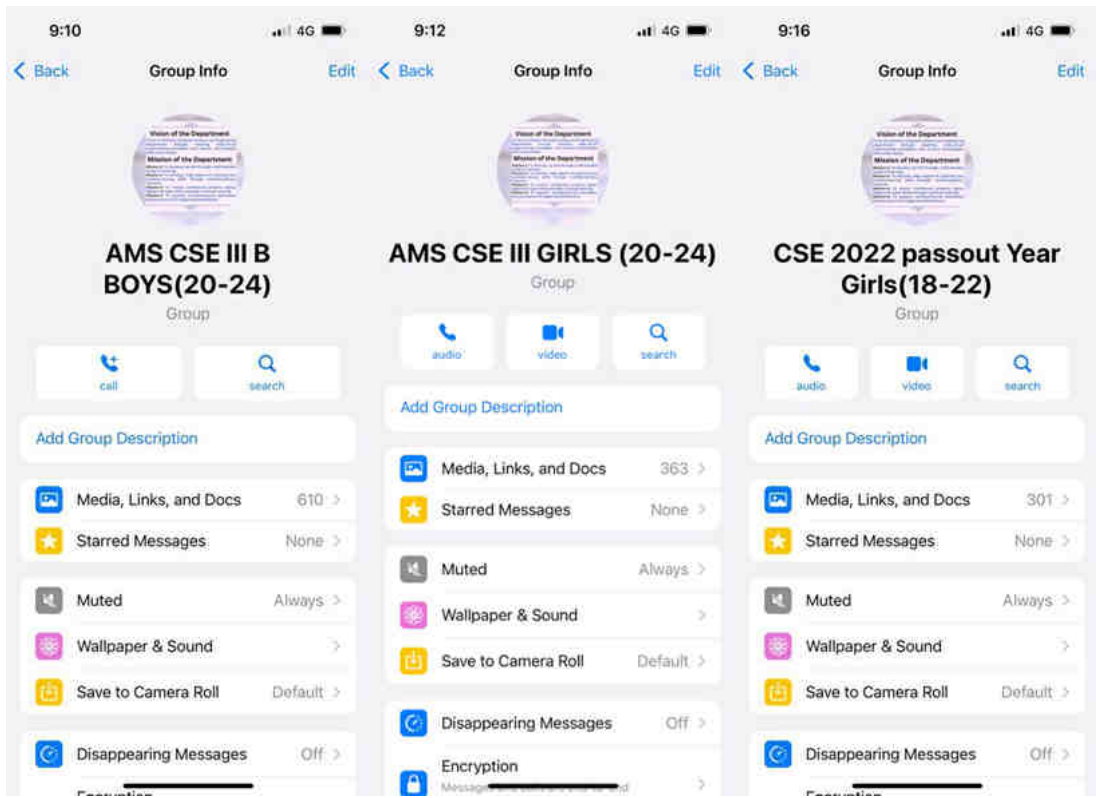 9:10
4G
Back
Group Info
Edit
Vision of the Department
Mission of the Department
AMS CSE III B
BOYS(20-24)
Group
call
search
Add Group Description
Media, Links, and Docs
610
Starred Messages
None
Muted
Always
Wallpaper & Sound
Save to Camera Roll
Default
Disappearing Messages
Off
9:12
4G
Back
Group Info
Edit
Vision of the Department
Mission of the Department
AMS CSE III GIRLS (20-24)
Group
audio
video
search
Add Group Description
Media, Links, and Docs
363
Starred Messages
None
Muted
Always
Wallpaper & Sound
Save to Camera Roll
Default
Disappearing Messages
Off
Encryption
9:16
4G
Back
Group Info
Edit
Vision of the Department
Mission of the Department
CSE 2022 passout Year
Girls(18-22)
Group
audio
video
search
Add Group Description
Media, Links, and Docs
301
Starred Messages
None
Muted
Always
Wallpaper & Sound
Save to Camera Roll
Default
Disappearing Messages
Off